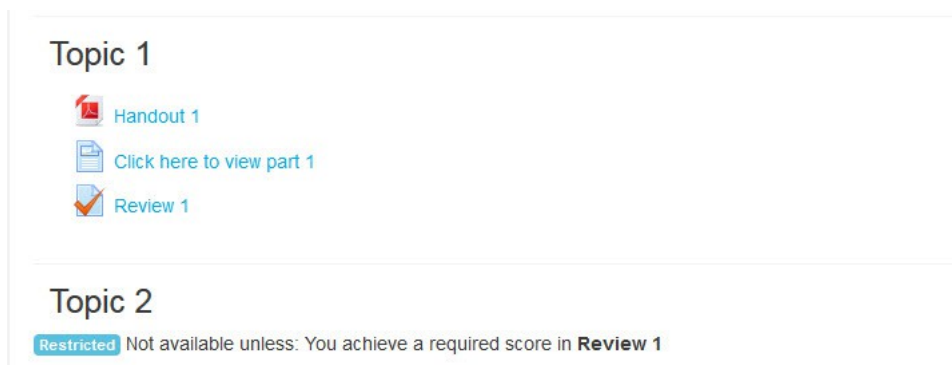 Topic 1
Handout 1
Click here to view part 1
Review 1
Topic 2
Restricted Not available unless: You achieve a required score in Review 1